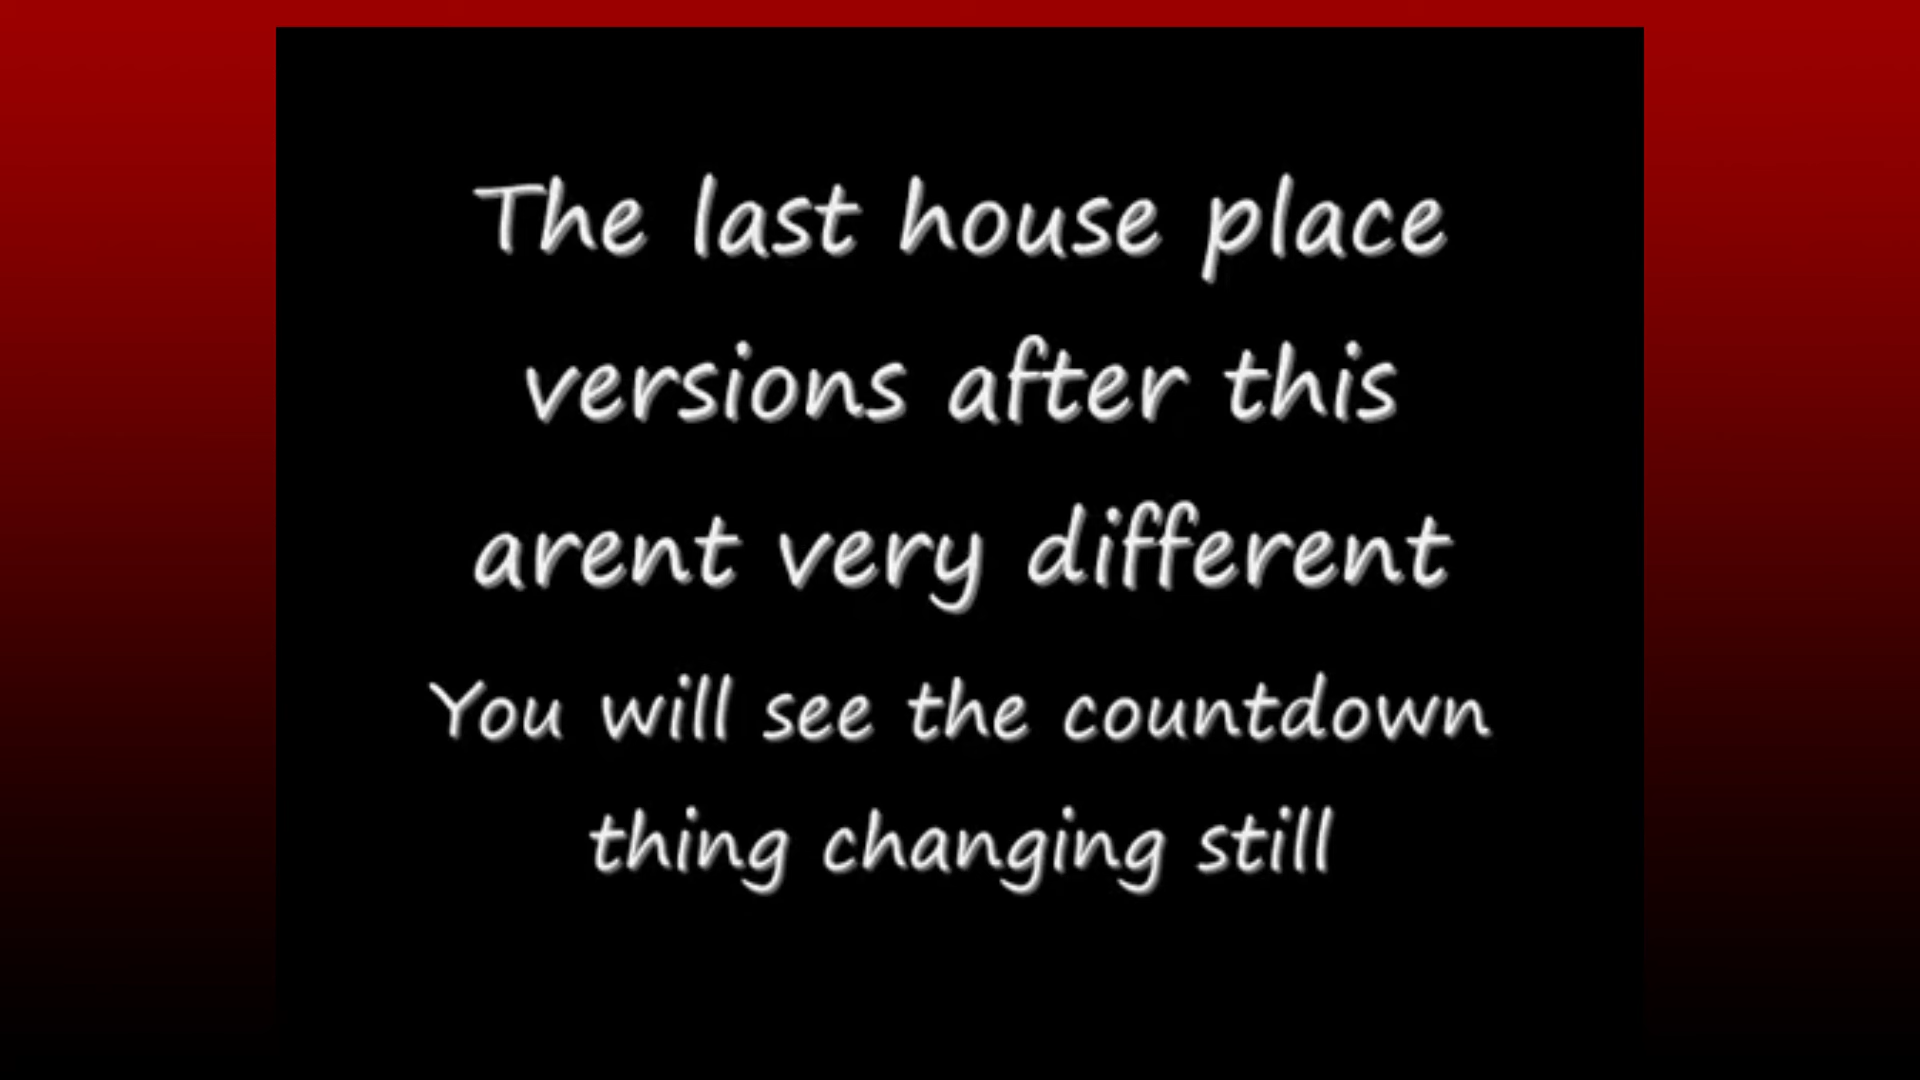 The last house place
versions after this
arent very different
You will see the countdown
thing changing still